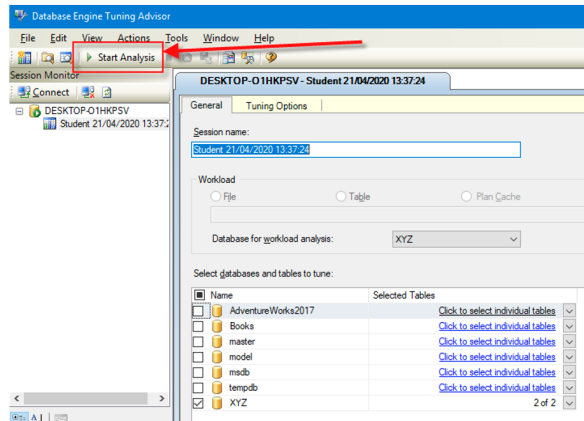 Database Engine Tuning Advisor
File Edit View Actions Tools Window Help
Start Analysis
Session Monitor
Connect
DESKTOP-O1HKPSV
Student 21/04/2020 13:37:2
DESKTOP-O1HKPSV - Student 21/04/2020 13:37:24
General Tuning Options
Session name:
Student 21/04/2020 13:37:24
Workload
File Table Plan Cache
Database for workload analysis: XYZ
Select databases and tables to tune:
Name Selected Tables
AdventureWorks2017 Click to select individual tables
Books Click to select individual tables
master Click to select individual tables
model Click to select individual tables
msdb Click to select individual tables
tempdb Click to select individual tables
XYZ 2 of 2